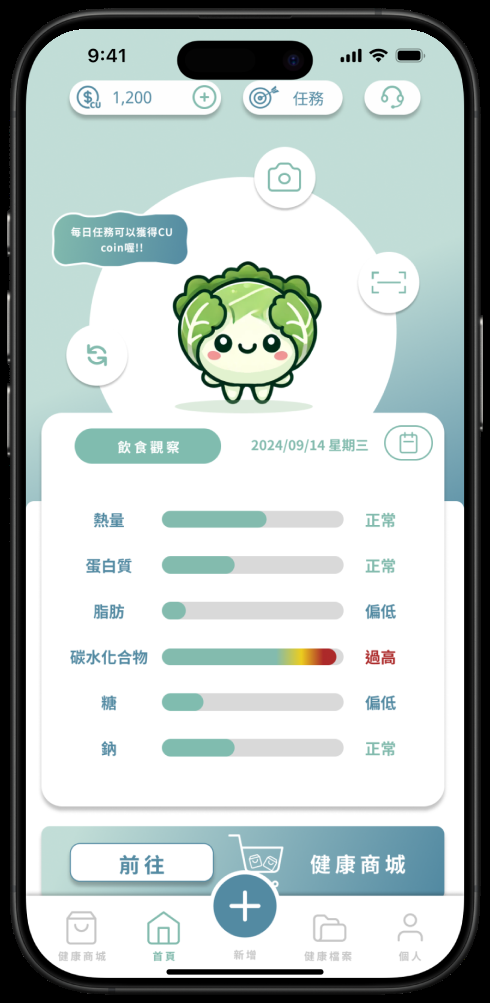 9:41
CU 1,200
任務
每日任務可以獲得CU
coin喔!!
飲食觀察
2024/09/14 星期三
熱量 正常
蛋白質 正常
脂肪 偏低
碳水化合物 過高
糖 偏低
鈉 正常
前往 健康商城
健康商城 首頁 新增 健康檔案 個人